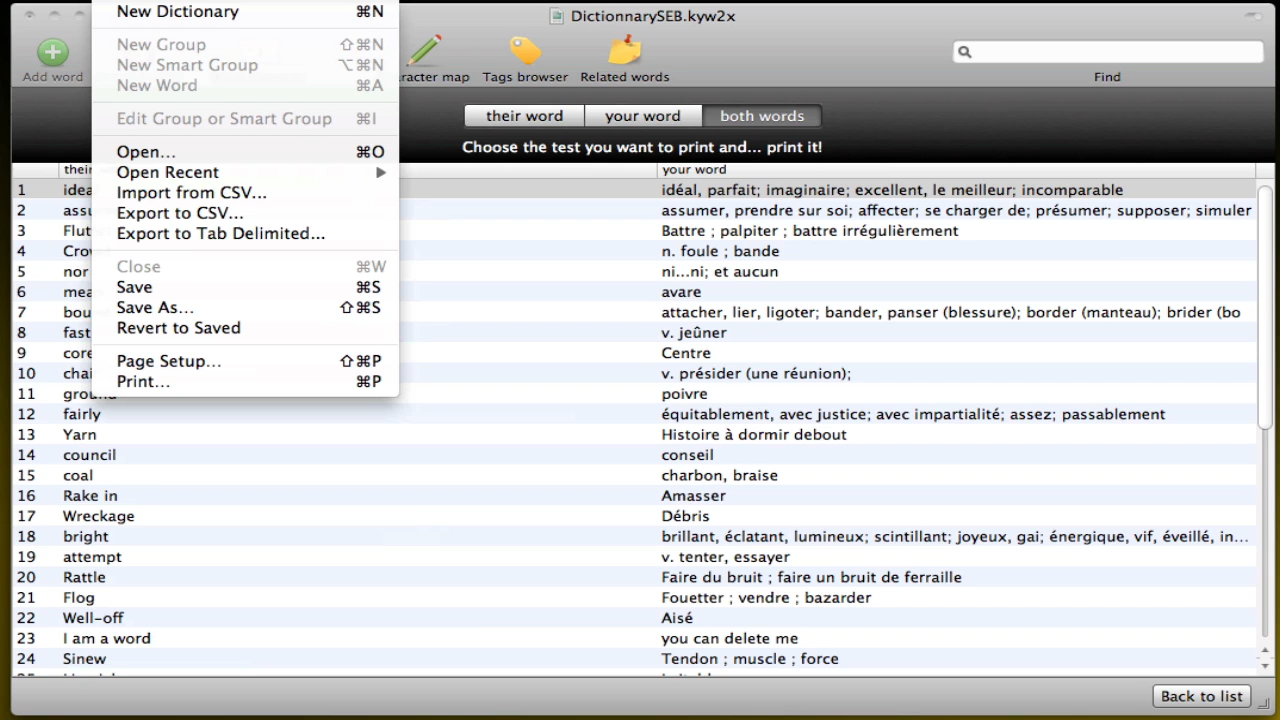 DictionnarySEB.kyw2x
Add word
racter map
Tags browser
Related words
Find
New Dictionary ⌘N
New Group ⇧⌘N
New Smart Group ⌥⌘N
New Word ⌘A
Edit Group or Smart Group ⌘I
Open... ⌘O
Open Recent
Import from CSV...
Export to CSV...
Export to Tab Delimited...
Close ⌘W
Save ⌘S
Save As... ⇧⌘S
Revert to Saved
Page Setup... ⇧⌘P
Print... ⌘P
their word your word both words
Choose the test you want to print and... print it!
their your word
1 idea idéal, parfait; imaginaire; excellent, le meilleur; incomparable
2 assu assumer, prendre sur soi; affecter; se charger de; présumer; supposer; simuler
3 Flut Battre ; palpiter ; battre irrégulièrement
4 Crow n. foule ; bande
5 nor ni...ni; et aucun
6 mea avare
7 bou attacher, lier, ligoter; bander, panser (blessure); border (manteau); brider (bo
8 fast v. jeûner
9 core Centre
10 chai v. présider (une réunion);
11 ground poivre
12 fairly équitablement, avec justice; avec impartialité; assez; passablement
13 Yarn Histoire à dormir debout
14 council conseil
15 coal charbon, braise
16 Rake in Amasser
17 Wreckage Débris
18 bright brillant, éclatant, lumineux; scintillant; joyeux, gai; énergique, vif, éveillé, in...
19 attempt v. tenter, essayer
20 Rattle Faire du bruit ; faire un bruit de ferraille
21 Flog Fouetter ; vendre ; bazarder
22 Well-off Aisé
23 I am a word you can delete me
24 Sinew Tendon ; muscle ; force
Back to list